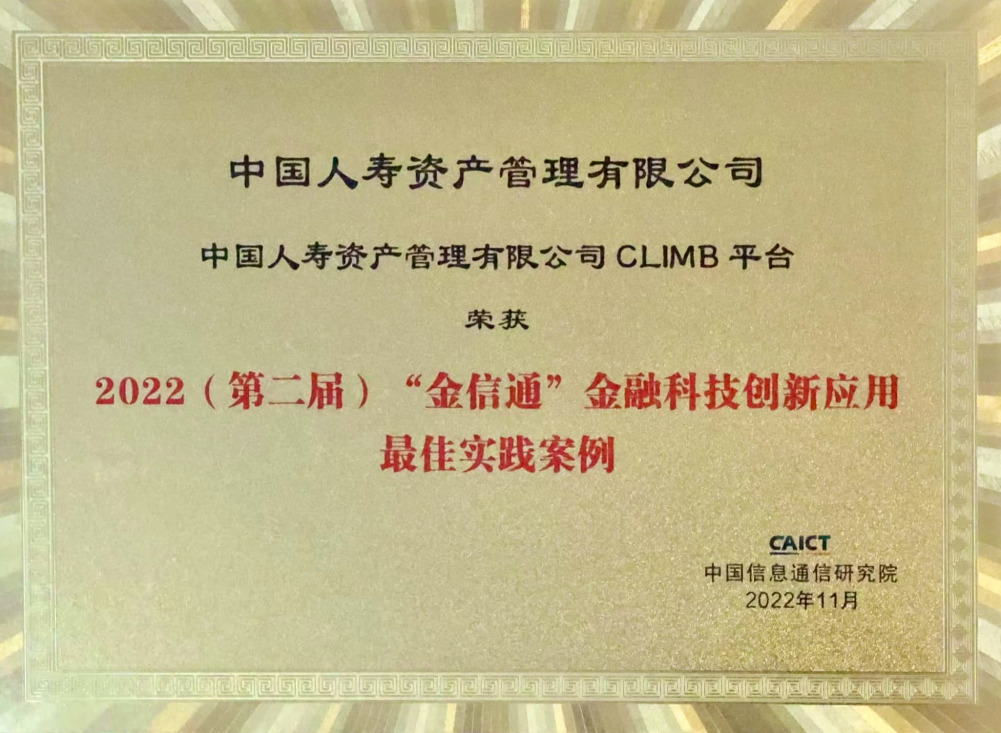 中国人寿资产管理有限公司
中国人寿资产管理有限公司 CLIMB 平台
荣获
2022（第二届）“金信通”金融科技创新应用
最佳实践案例
CAICT
中国信息通信研究院
2022年11月